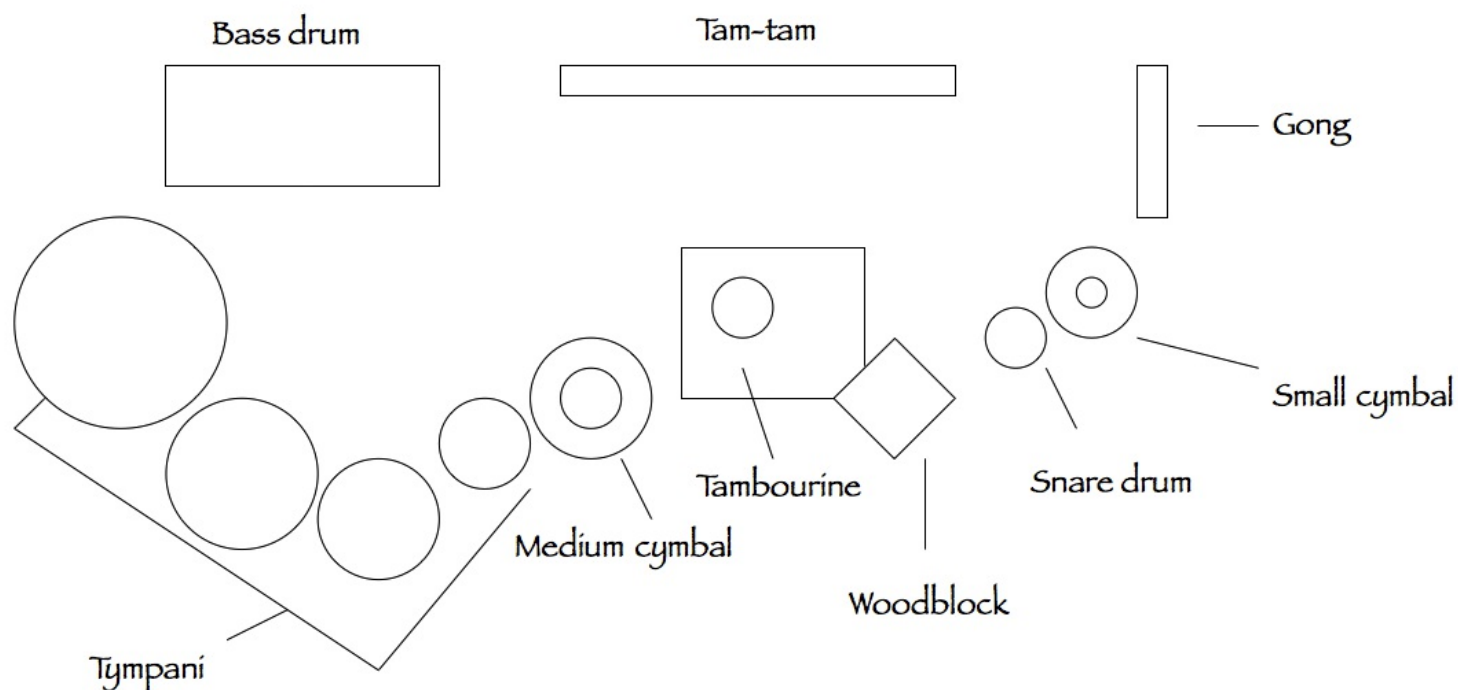 Bass drum
Tam-tam
Gong
Small cymbal
Snare drum
Tambourine
Medium cymbal
Woodblock
Tympani